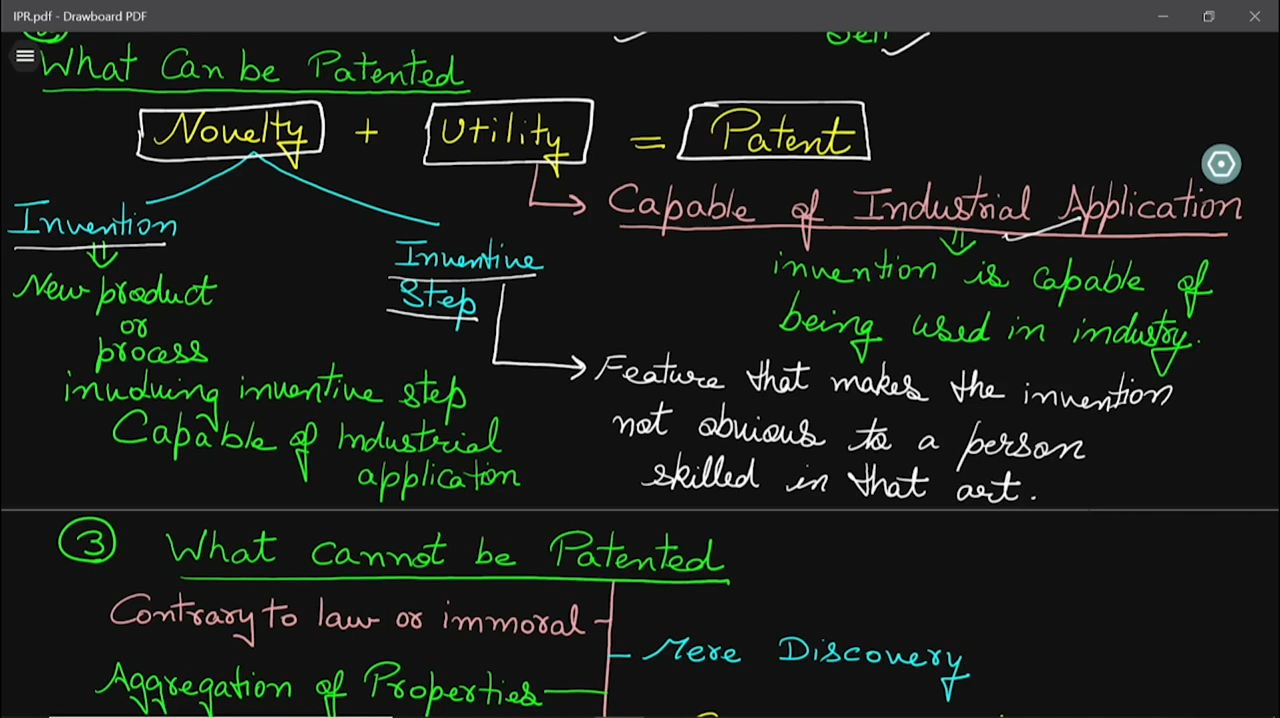 IPR.pdf - Drawboard PDF
Sell
What Can be Patented
Novelty + Utility = Patent
Capable of Industrial Application
Invention
New product
or
process
involving inventive step
Capable of Industrial
application
Inventive
Step
invention is capable of
being used in industry.
Feature that makes the invention
not obvious to a person
skilled in that art.
3 What Cannot be Patented
Contrary to law or immoral
Mere Discovery
Aggregation of Properties